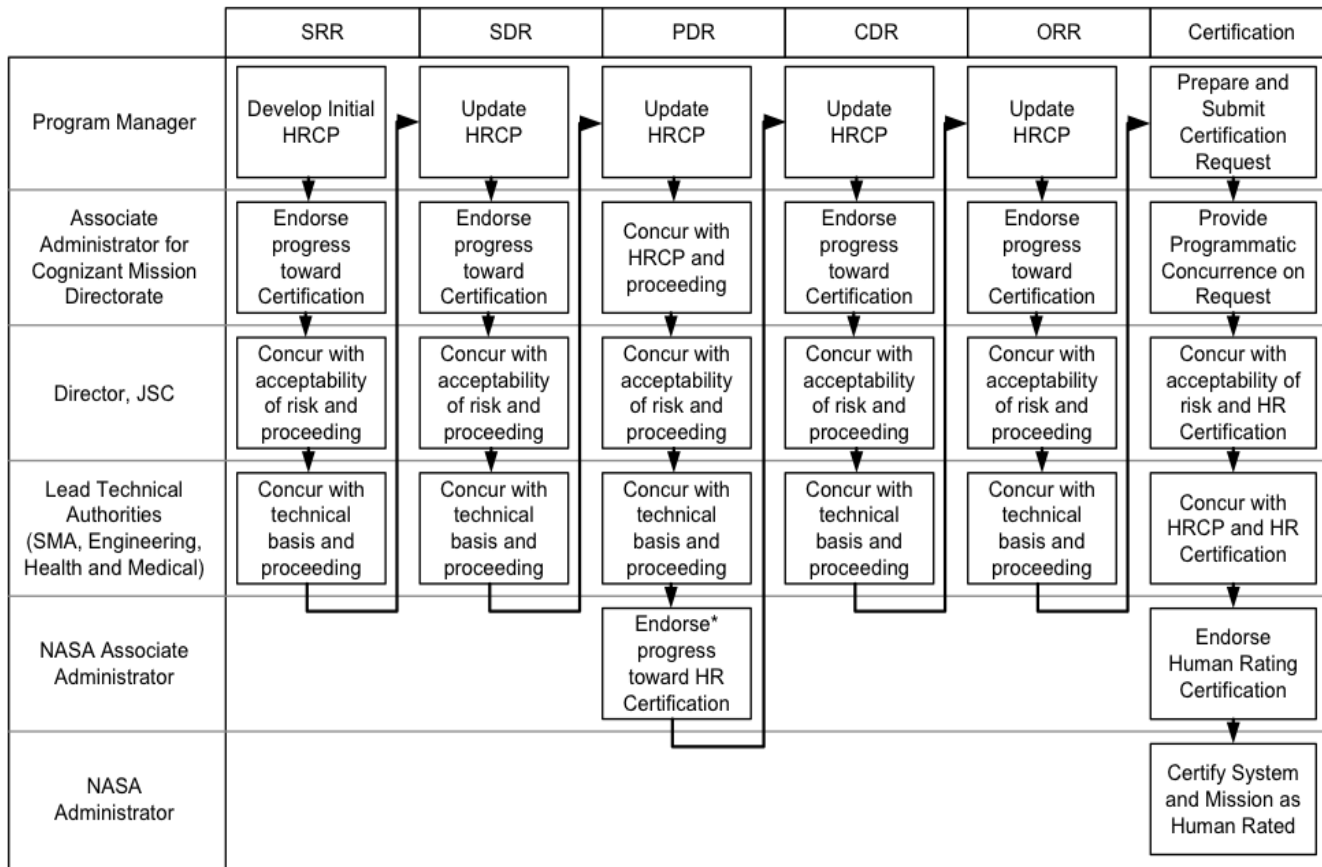 SRR
SDR
PDR
CDR
ORR
Certification
Program Manager
Develop Initial
HRCP
Update
HRCP
Update
HRCP
Update
HRCP
Update
HRCP
Prepare and
Submit
Certification
Request
Associate
Administrator for
Cognizant Mission
Directorate
Endorse
progress
toward
Certification
Endorse
progress
toward
Certification
Concur with
HRCP and
proceeding
Endorse
progress
toward
Certification
Endorse
progress
toward
Certification
Provide
Programmatic
Concurrence on
Request
Director, JSC
Concur with
acceptability
of risk and
proceeding
Concur with
acceptability
of risk and
proceeding
Concur with
acceptability
of risk and
proceeding
Concur with
acceptability
of risk and
proceeding
Concur with
acceptability
of risk and
proceeding
Concur with
acceptability of
risk and HR
Certification
Lead Technical
Authorities
(SMA, Engineering,
Health and Medical)
Concur with
technical
basis and
proceeding
Concur with
technical
basis and
proceeding
Concur with
technical
basis and
proceeding
Concur with
technical
basis and
proceeding
Concur with
technical
basis and
proceeding
Concur with
HRCP and HR
Certification
NASA Associate
Administrator
Endorse*
progress
toward HR
Certification
Endorse
Human Rating
Certification
NASA
Administrator
Certify System
and Mission as
Human Rated